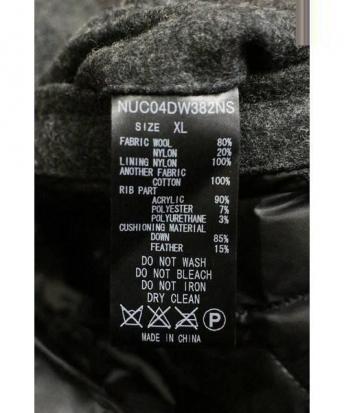 NUC04DW382NS
SIZE XL
FABRIC WOOL 80%
NYLON 20%
LINING NYLON 100%
ANOTHER FABRIC
COTTON 100%
RIB PART
ACRYLIC 90%
POLYESTER 7%
POLYURETHANE 3%
CUSHIONING MATERIAL
DOWN 85%
FEATHER 15%
DO NOT WASH
DO NOT BLEACH
DO NOT IRON
DRY CLEAN
P
MADE IN CHINA